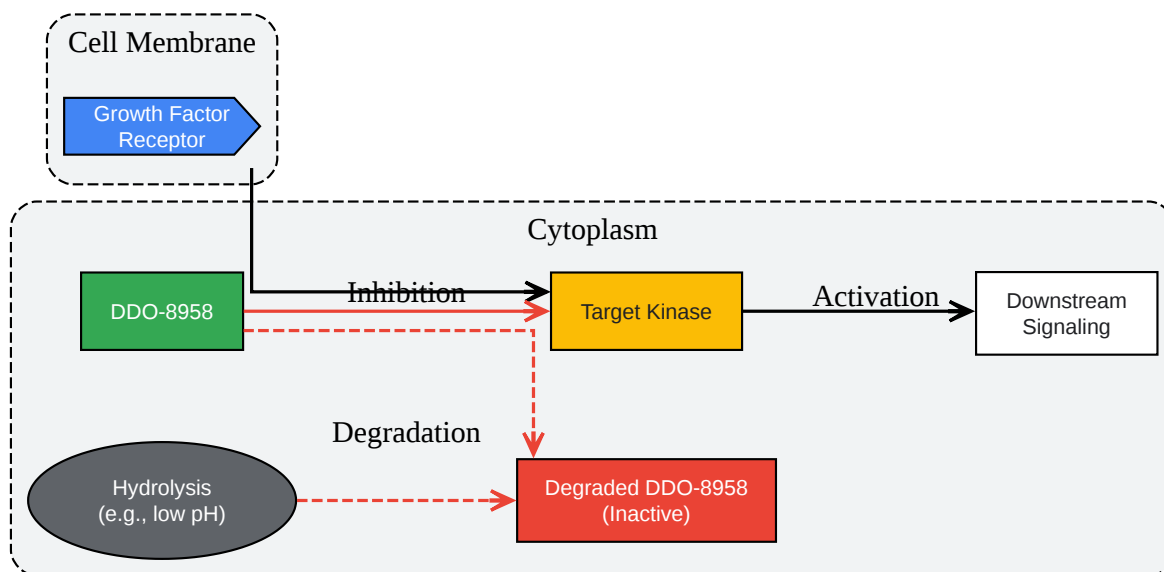 Cell Membrane
Growth Factor
Receptor
Cytoplasm
DDO-8958
Inhibition
Target Kinase
Activation
Downstream
Signaling
Degradation
Hydrolysis
(e.g., low pH)
Degraded DDO-8958
(Inactive)